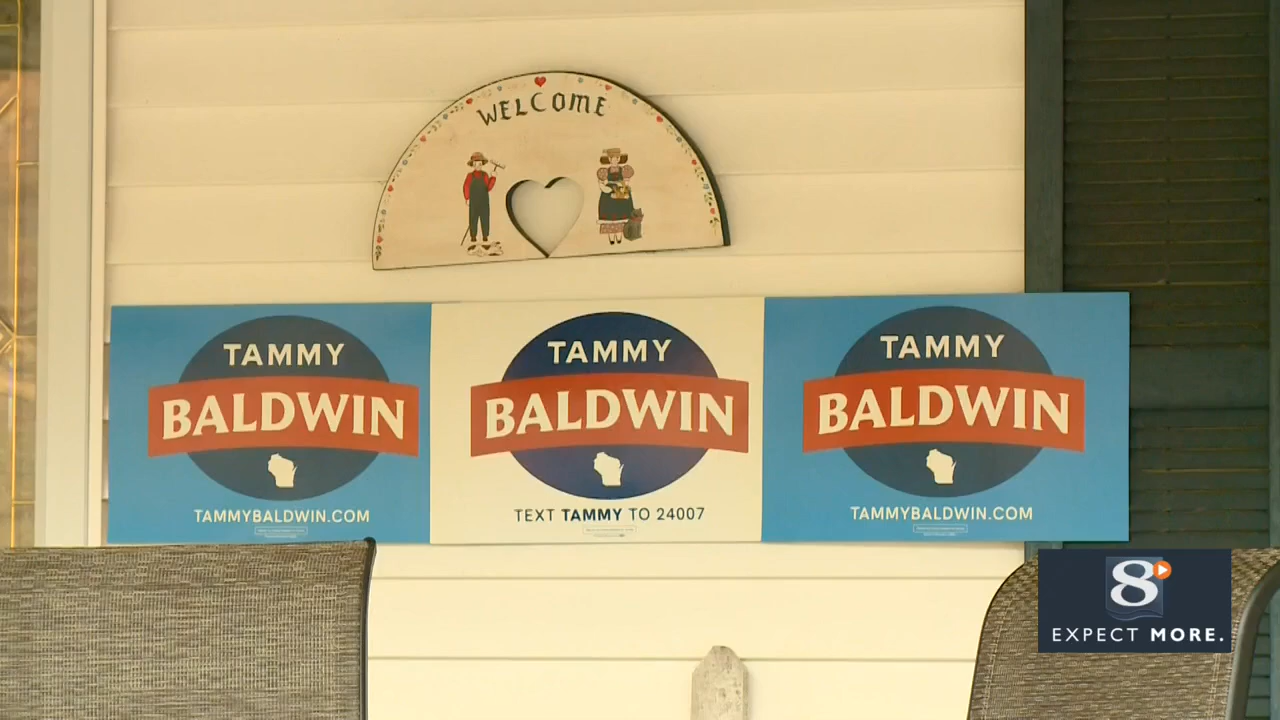 WELCOME
TAMMY
BALDWIN
TAMMYBALDWIN.COM
TAMMY
BALDWIN
TEXT TAMMY TO 24007
TAMMY
BALDWIN
TAMMYBALDWIN.COM
8
EXPECT MORE.